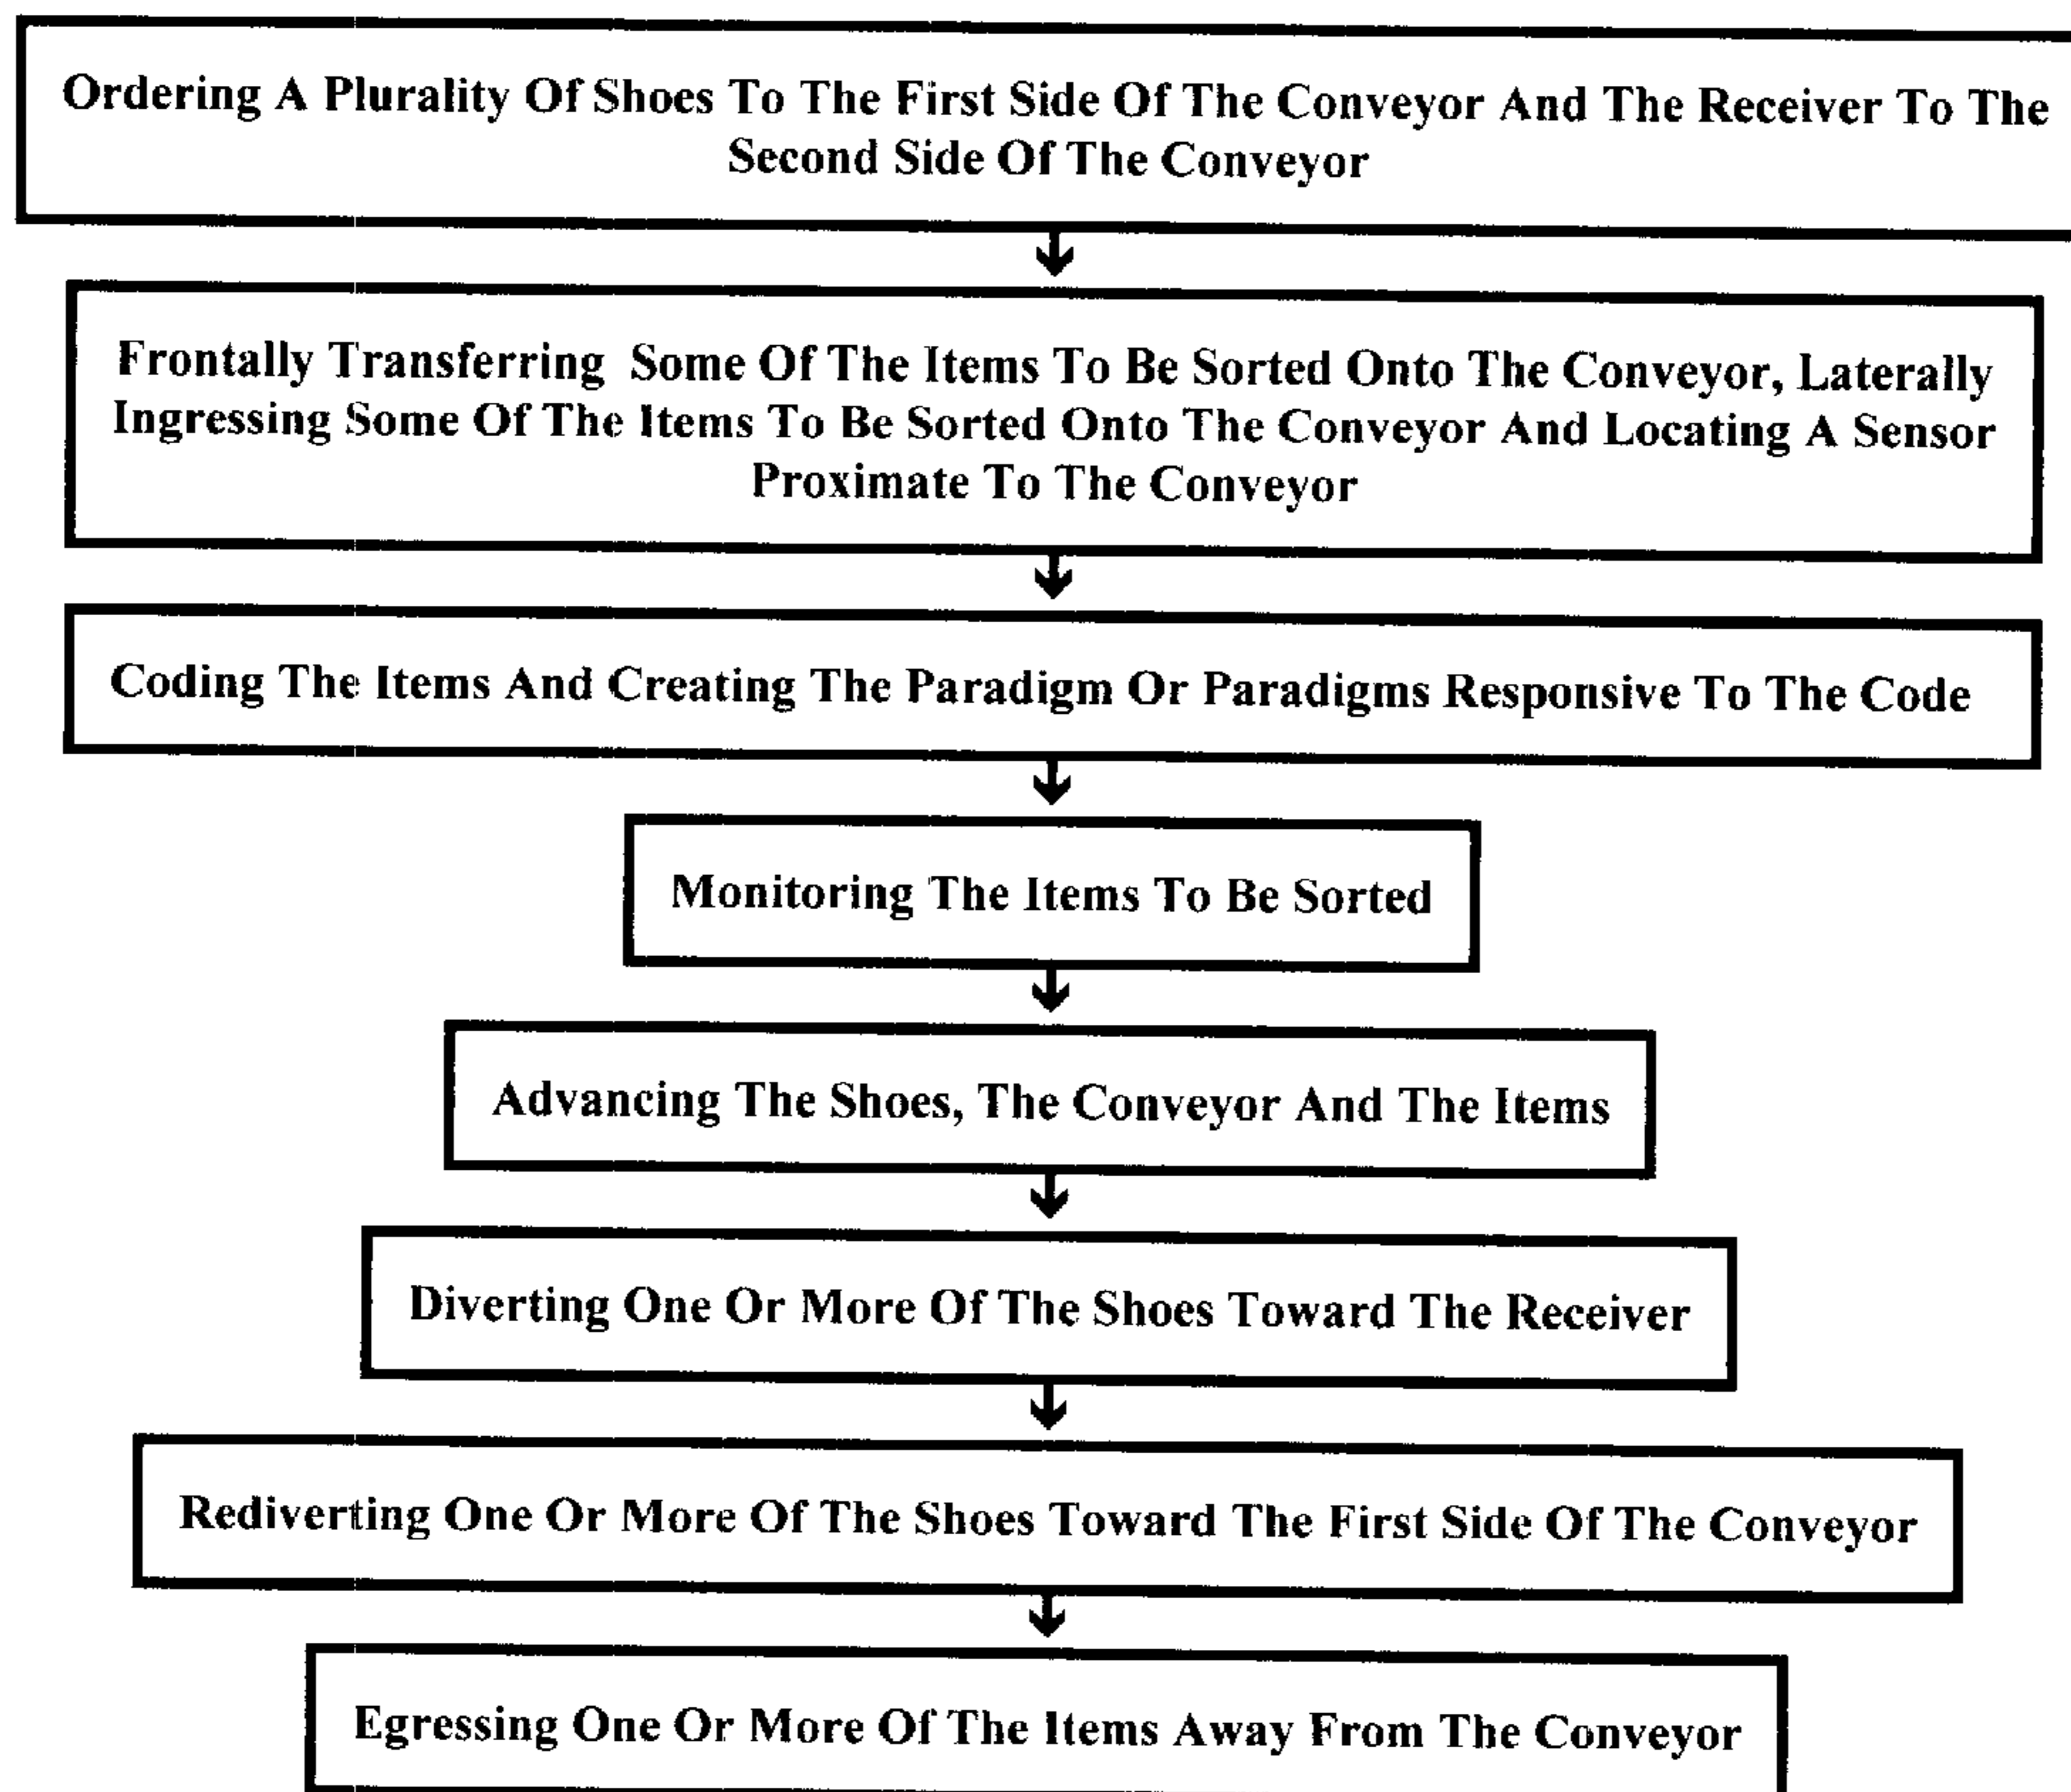 Ordering A Plurality Of Shoes To The First Side Of The Conveyor And The Receiver To The
Second Side Of The Conveyor
Frontally Transferring Some Of The Items To Be Sorted Onto The Conveyor, Laterally
Ingressing Some Of The Items To Be Sorted Onto The Conveyor And Locating A Sensor
Proximate To The Conveyor
Coding The Items And Creating The Paradigm Or Paradigms Responsive To The Code
Monitoring The Items To Be Sorted
Advancing The Shoes, The Conveyor And The Items
Diverting One Or More Of The Shoes Toward The Receiver
Rediverting One Or More Of The Shoes Toward The First Side Of The Conveyor
Egressing One Or More Of The Items Away From The Conveyor